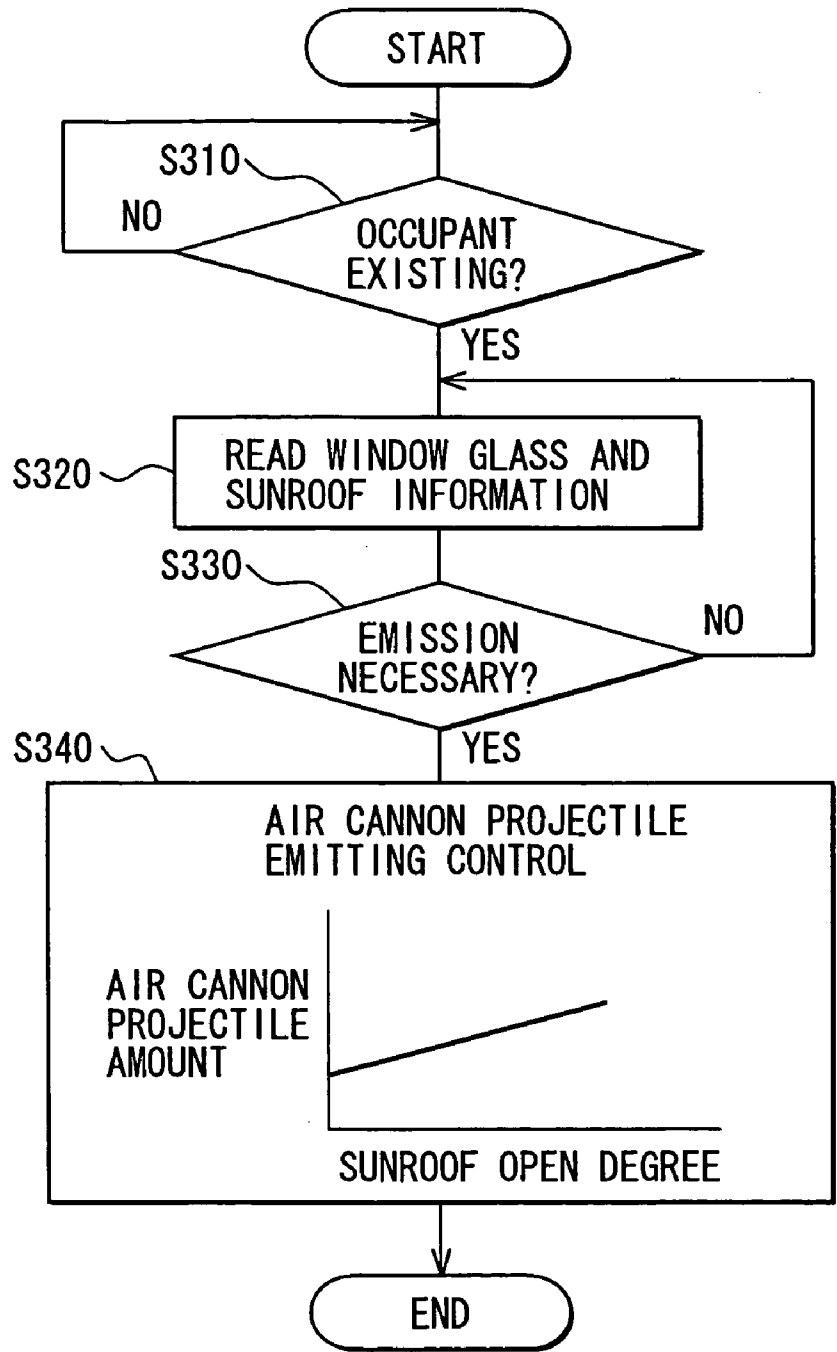 START
S310
NO
OCCUPANT
EXISTING?
YES
S320
READ WINDOW GLASS AND
SUNROOF INFORMATION
S330
EMISSION
NECESSARY?
NO
YES
S340
AIR CANNON PROJECTILE
EMITTING CONTROL
AIR CANNON
PROJECTILE
AMOUNT
SUNROOF OPEN DEGREE
END